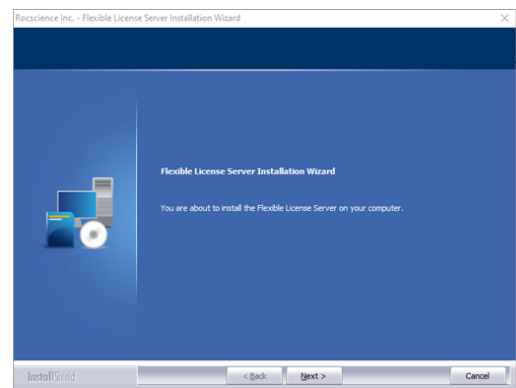 Rocscience Inc. - Flexible License Server Installation Wizard
Flexible License Server Installation Wizard
You are about to install the Flexible License Server on your computer.
InstallShield
< Back Next > Cancel